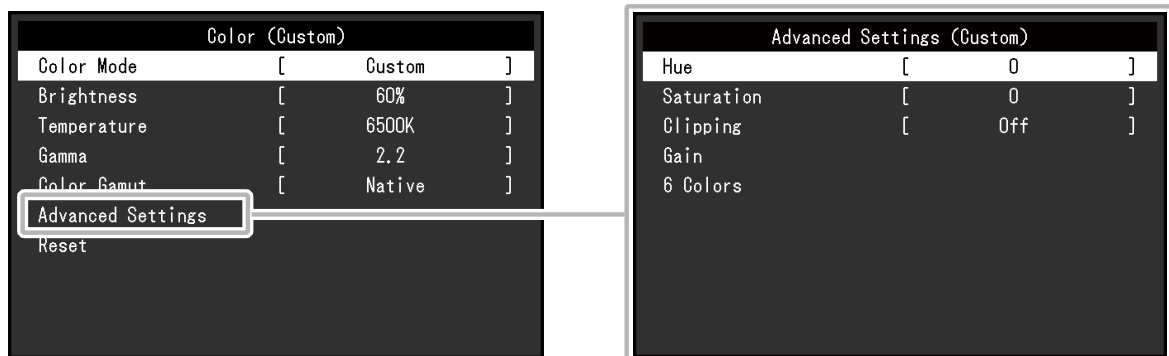 Color (Custom)
Color Mode [ Custom ]
Brightness [ 60% ]
Temperature [ 6500K ]
Gamma [ 2.2 ]
Color Gamut [ Native ]
Advanced Settings
Reset
Advanced Settings (Custom)
Hue [ 0 ]
Saturation [ 0 ]
Clipping [ Off ]
Gain
6 Colors